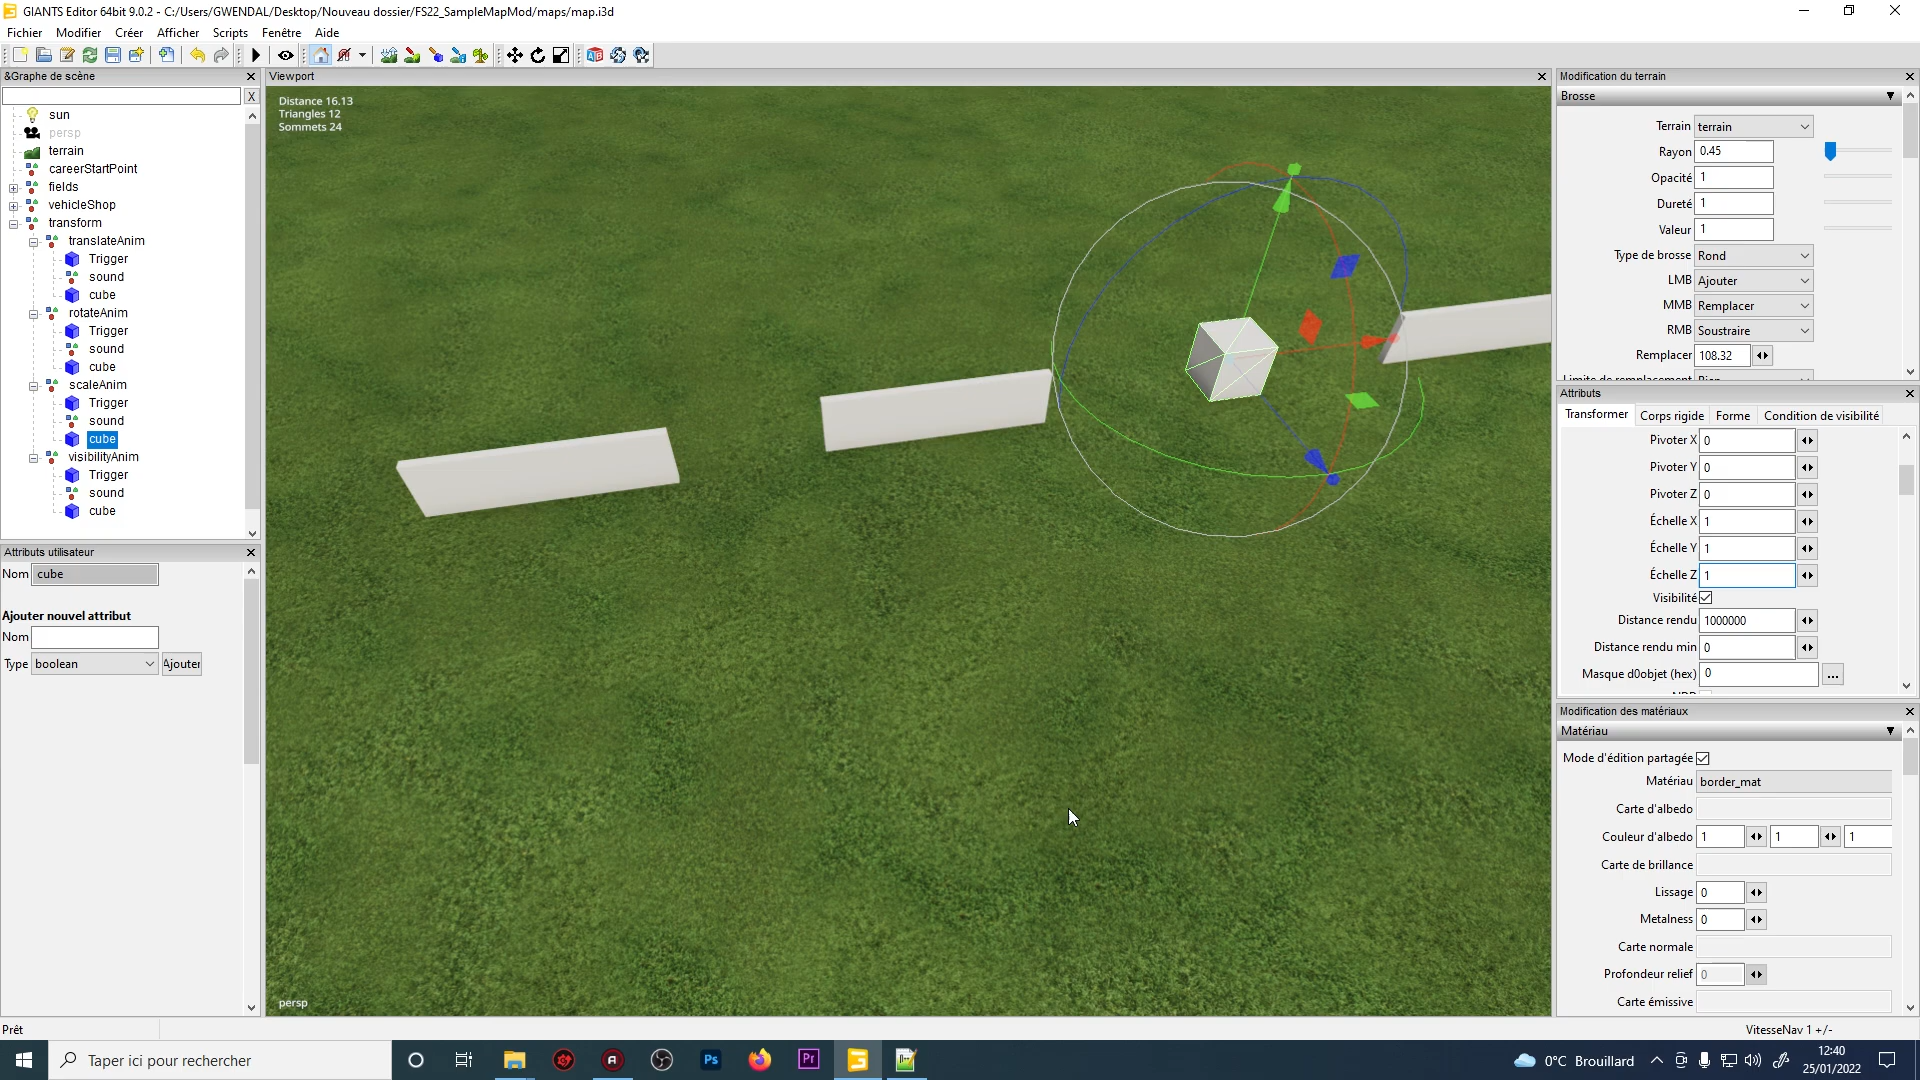 GIANTS Editor 64bit 9.0.2 - C:/Users/GWENDAL/Desktop/Nouveau dossier/FS22_SampleMapMod/maps/map.i3d
Fichier Modifier Créer Afficher Scripts Fenêtre Aide
&Graphe de scène
X
sun
persp
terrain
careerStartPoint
fields
vehicleShop
transform
translateAnim
Trigger
sound
cube
rotateAnim
Trigger
sound
cube
scaleAnim
Trigger
sound
cube
visibilityAnim
Trigger
sound
cube
Attributs utilisateur
Nom cube
Ajouter nouvel attribut
Nom
Type boolean Ajouter
Viewport
Distance 16.13
Triangles 12
Sommets 24
persp
Modification du terrain
Brosse
Terrain terrain
Rayon 0.45
Opacité 1
Dureté 1
Valeur 1
Type de brosse Rond
LMB Ajouter
MMB Remplacer
RMB Soustraire
Remplacer 108.32
Attributs
Transformer Corps rigide Forme Condition de visibilité
Pivoter X 0
Pivoter Y 0
Pivoter Z 0
Échelle X 1
Échelle Y 1
Échelle Z 1
Visibilité
Distance rendu 1000000
Distance rendu min 0
Masque d0objet (hex) 0 ...
Modification des matériaux
Matériau
Mode d'édition partagée
Matériau border_mat
Carte d'albedo
Couleur d'albedo 1 1 1
Carte de brillance
Lissage 0
Metalness 0
Carte normale
Profondeur relief 0
Carte émissive
Prêt
VitesseNav 1 +/-
Taper ici pour rechercher
Ps
Pr
0°C Brouillard
12:40
25/01/2022